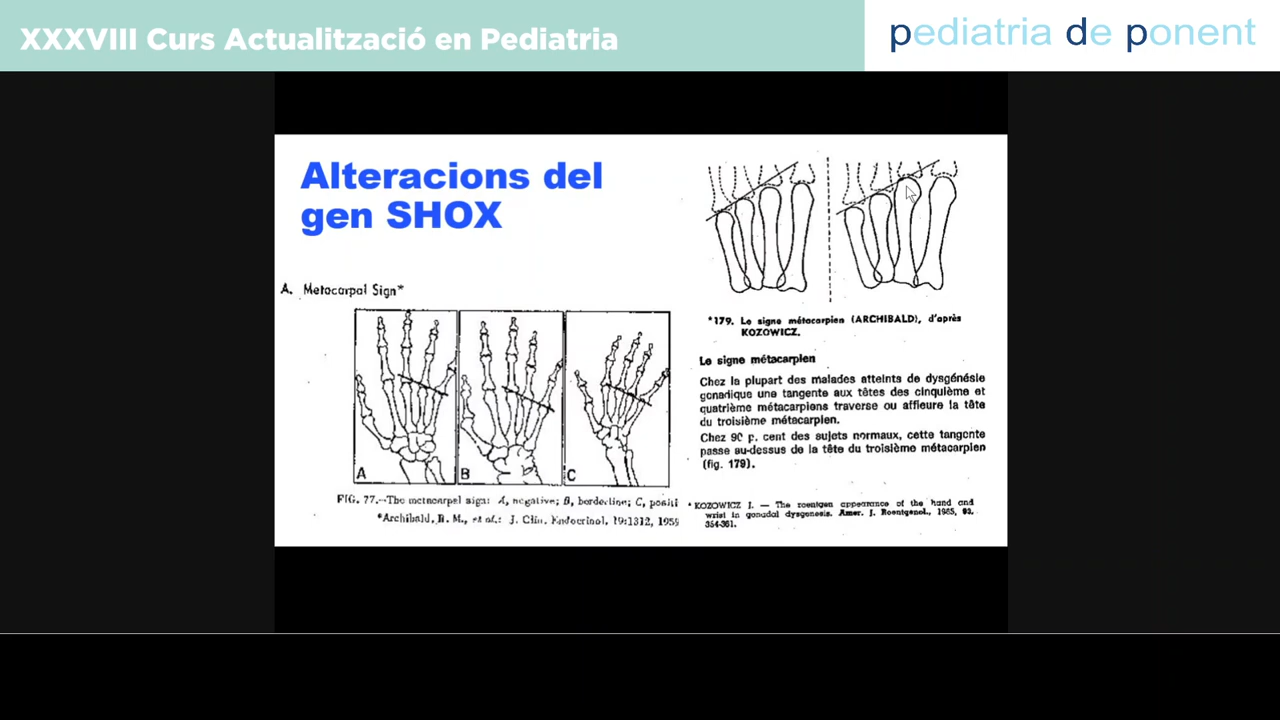 XXXVIII Curs Actualització en Pediatria
pediatria de ponent
Alteracions del
gen SHOX
A. Metacarpal Sign*
A
B
C
FIG. 77.—The metacarpal sign: A, negative; B, borderline; C, positi
*Archibald, R. M., et al.: J. Clin. Endocrinol. 19:1312, 1959
*179. Le signe métacarpien (ARCHIBALD), d'après
KOZOWICZ.
Le signe métacarpien
Chez la plupart des malades atteints de dysgénésie
gonadique une tangente aux têtes des cinquième et
quatrième métacarpiens traverse ou affleure la tête
du troisième métacarpien.
Chez 90 p. cent des sujets normaux, cette tangente
passe au-dessus de la tête du troisième métacarpien
(fig. 179).
* KOZOWICZ J. — The roentgen appearance of the hand and
wrist in gonadal dysgenesis. Amer. J. Roentgenol., 1965, 93,
354-361.